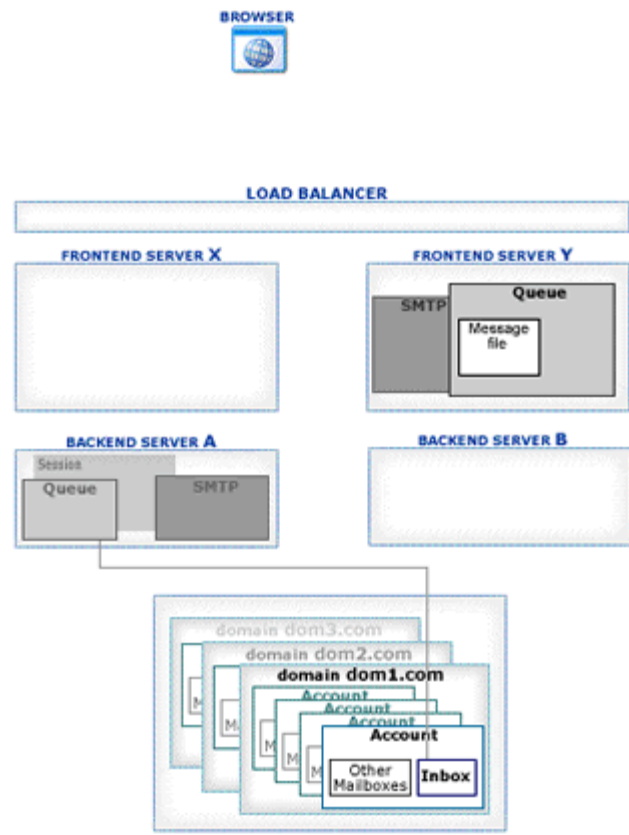 BROWSER
LOAD BALANCER
FRONTEND SERVER X
FRONTEND SERVER Y
SMTP
Queue
Message
file
BACKEND SERVER A
BACKEND SERVER B
Session
Queue
SMTP
domain dom3.com
domain dom2.com
domain dom1.com
Account
Account
Account
Account
M
M
M
M
M
Other
Mailboxes
Inbox